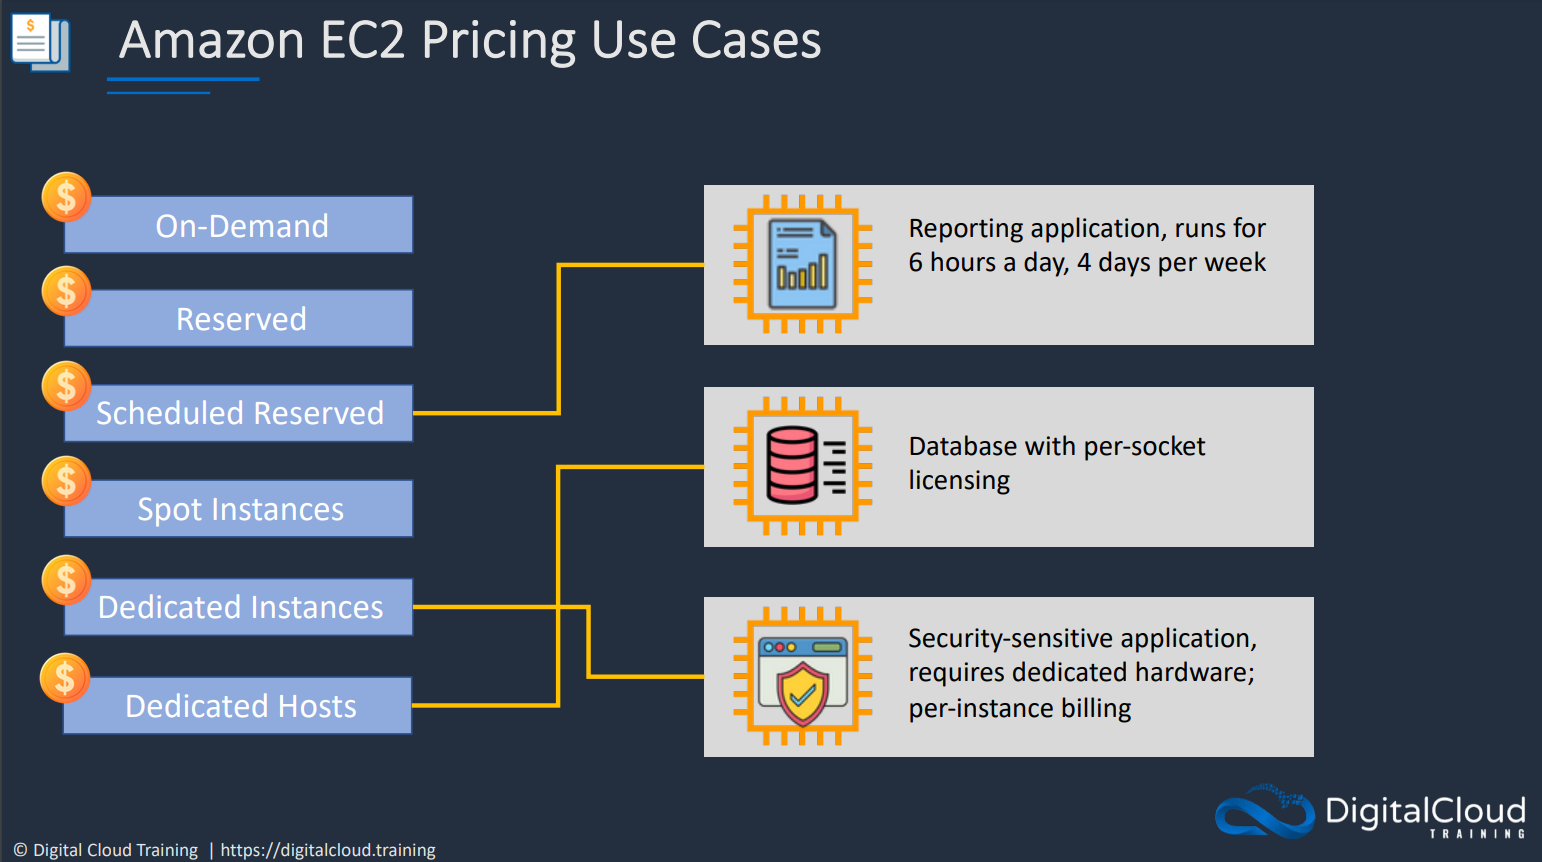 Amazon EC2 Pricing Use Cases
On-Demand
Reserved
Scheduled Reserved
Spot Instances
Dedicated Instances
Dedicated Hosts
Reporting application, runs for
6 hours a day, 4 days per week
Database with per-socket
licensing
Security-sensitive application,
requires dedicated hardware;
per-instance billing
DigitalCloud
TRAINING
© Digital Cloud Training | https://digitalcloud.training